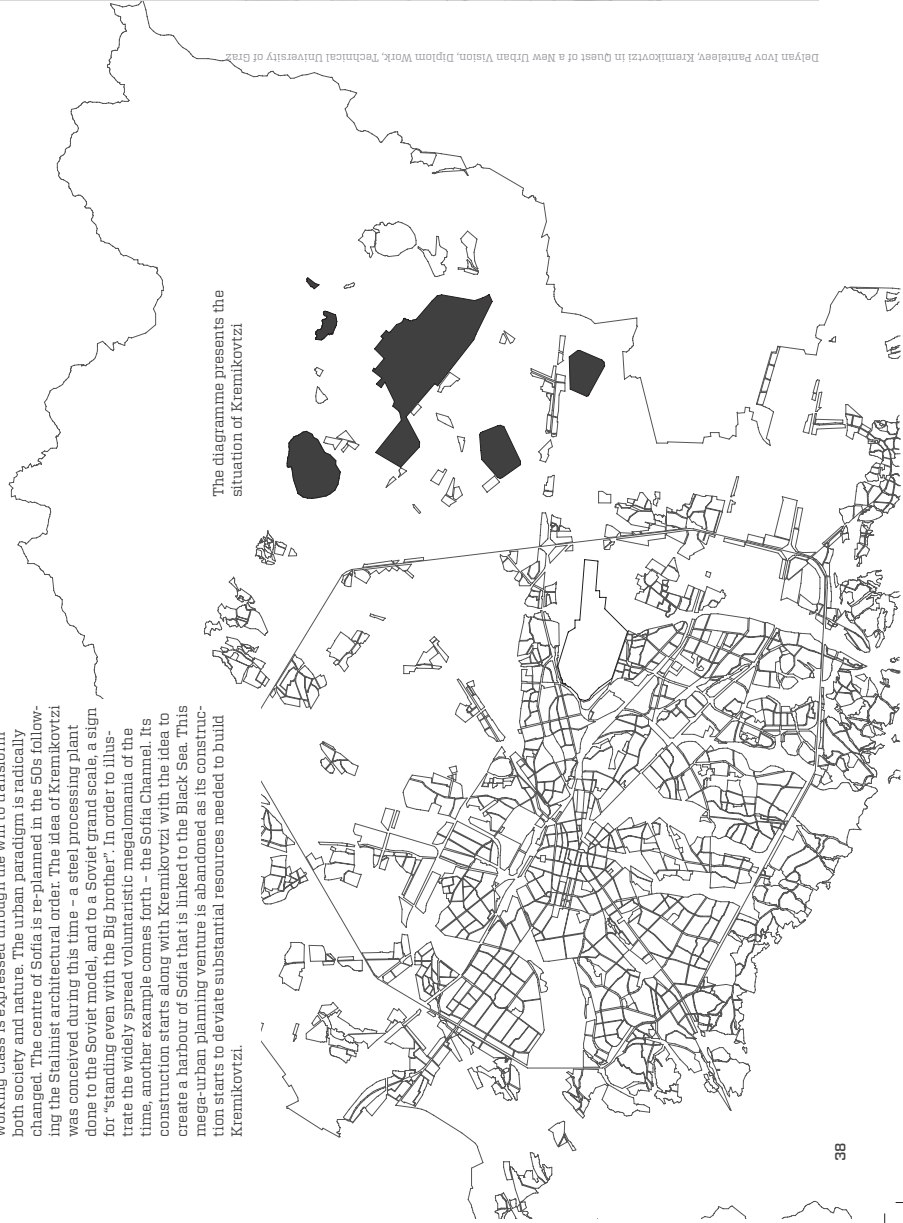 working class is expressed through the will to transform
both society and nature. The urban paradigm is radically
changed. The centre of Sofia is re-planned in the 50s follow-
ing the Stalinist architectural order. The idea of Kremikovtzi
was conceived during this time – a steel processing plant
done to the Soviet model, and to a Soviet grand scale, a sign
for “standing even with the Big brother”. In order to illus-
trate the widely spread voluntaristic megalomania of the
time, another example comes forth – the Sofia Channel. Its
construction starts along with Kremikovtzi with the idea to
create a harbour of Sofia that is linked to the Black Sea. This
mega-urban planning venture is abandoned as its construc-
tion starts to deviate substantial resources needed to build
Kremikovtzi.
The diagramme presents the
situation of Kremikovtzi
38
Delyan Ivov Panteleev, Kremikvtzi in Quest of a New Urban Vision, Diplom Work, Technical University of Graz